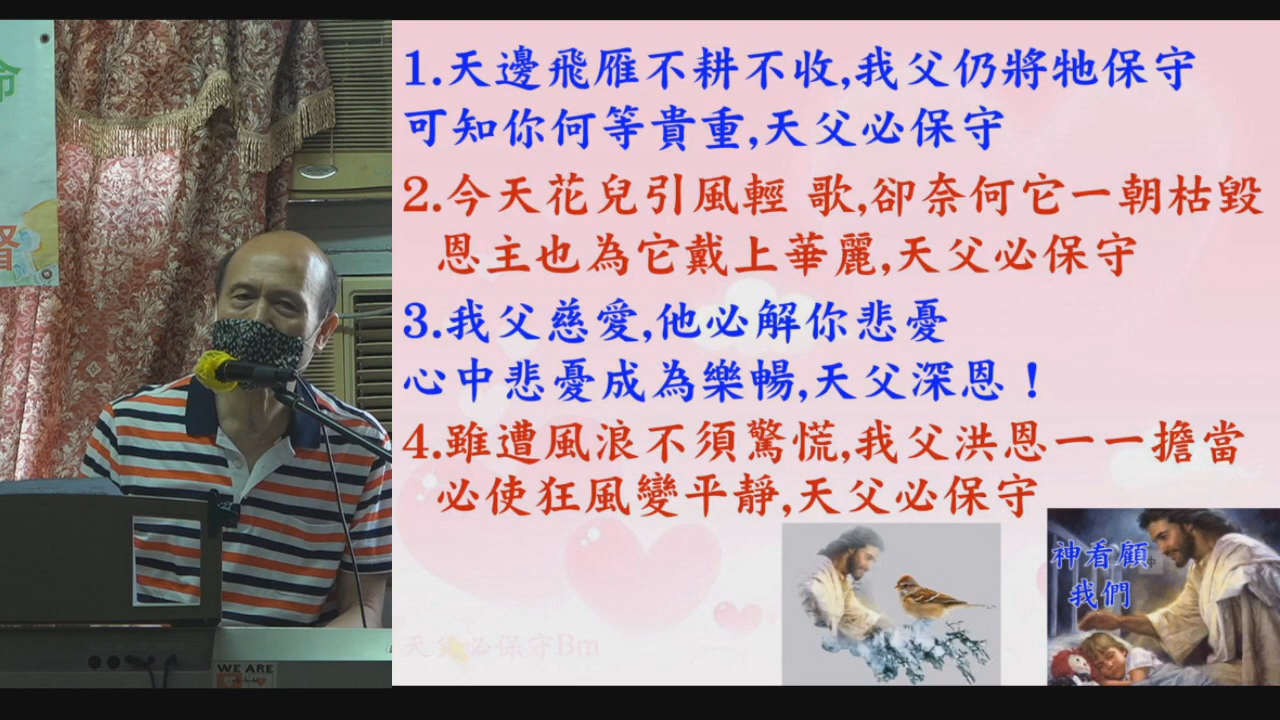 命
督
1.天邊飛雁不耕不收,我父仍將牠保守
可知你何等貴重,天父必保守
2.今天花兒引風輕 歌,卻奈何它一朝枯毀
恩主也為它戴上華麗,天父必保守
3.我父慈愛,他必解你悲憂
心中悲憂成為樂暢,天父深恩！
4.雖遭風浪不須驚慌,我父洪恩一一擔當
必使狂風變平靜,天父必保守
神看顧
我們
天父必保守Bm
WE ARE